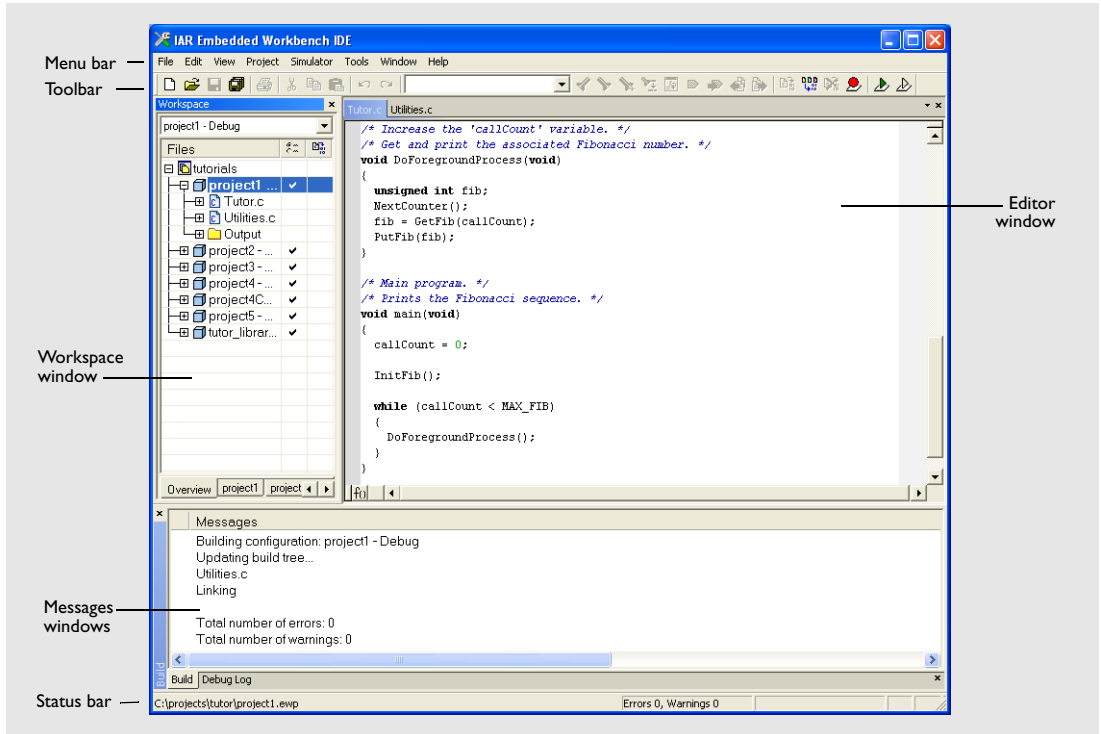 IAR Embedded Workbench IDE
Menu bar
File Edit View Project Simulator Tools Window Help
Toolbar
Workspace
project1 - Debug
Files
tutorials
project1 ...
Tutor.c
Utilities.c
Output
project2 - ...
project3 - ...
project4 - ...
project4C...
project5 - ...
tutor_librar...
Overview project1 project
Workspace
window
Tutor.c Utilities.c
/* Increase the 'callCount' variable. */
/* Get and print the associated Fibonacci number. */
void DoForegroundProcess(void)
{
unsigned int fib;
NextCounter();
fib = GetFib(callCount);
PutFib(fib);
}
/* Main program. */
/* Prints the Fibonacci sequence. */
void main(void)
{
callCount = 0;
InitFib();
while (callCount < MAX_FIB)
{
DoForegroundProcess();
}
}
f()
Editor
window
Messages
Building configuration: project1 - Debug
Updating build tree...
Utilities.c
Linking
Total number of errors: 0
Total number of warnings: 0
Messages
windows
Build
Build Debug Log
Status bar
C:\projects\tutor\project1.ewp
Errors 0, Warnings 0